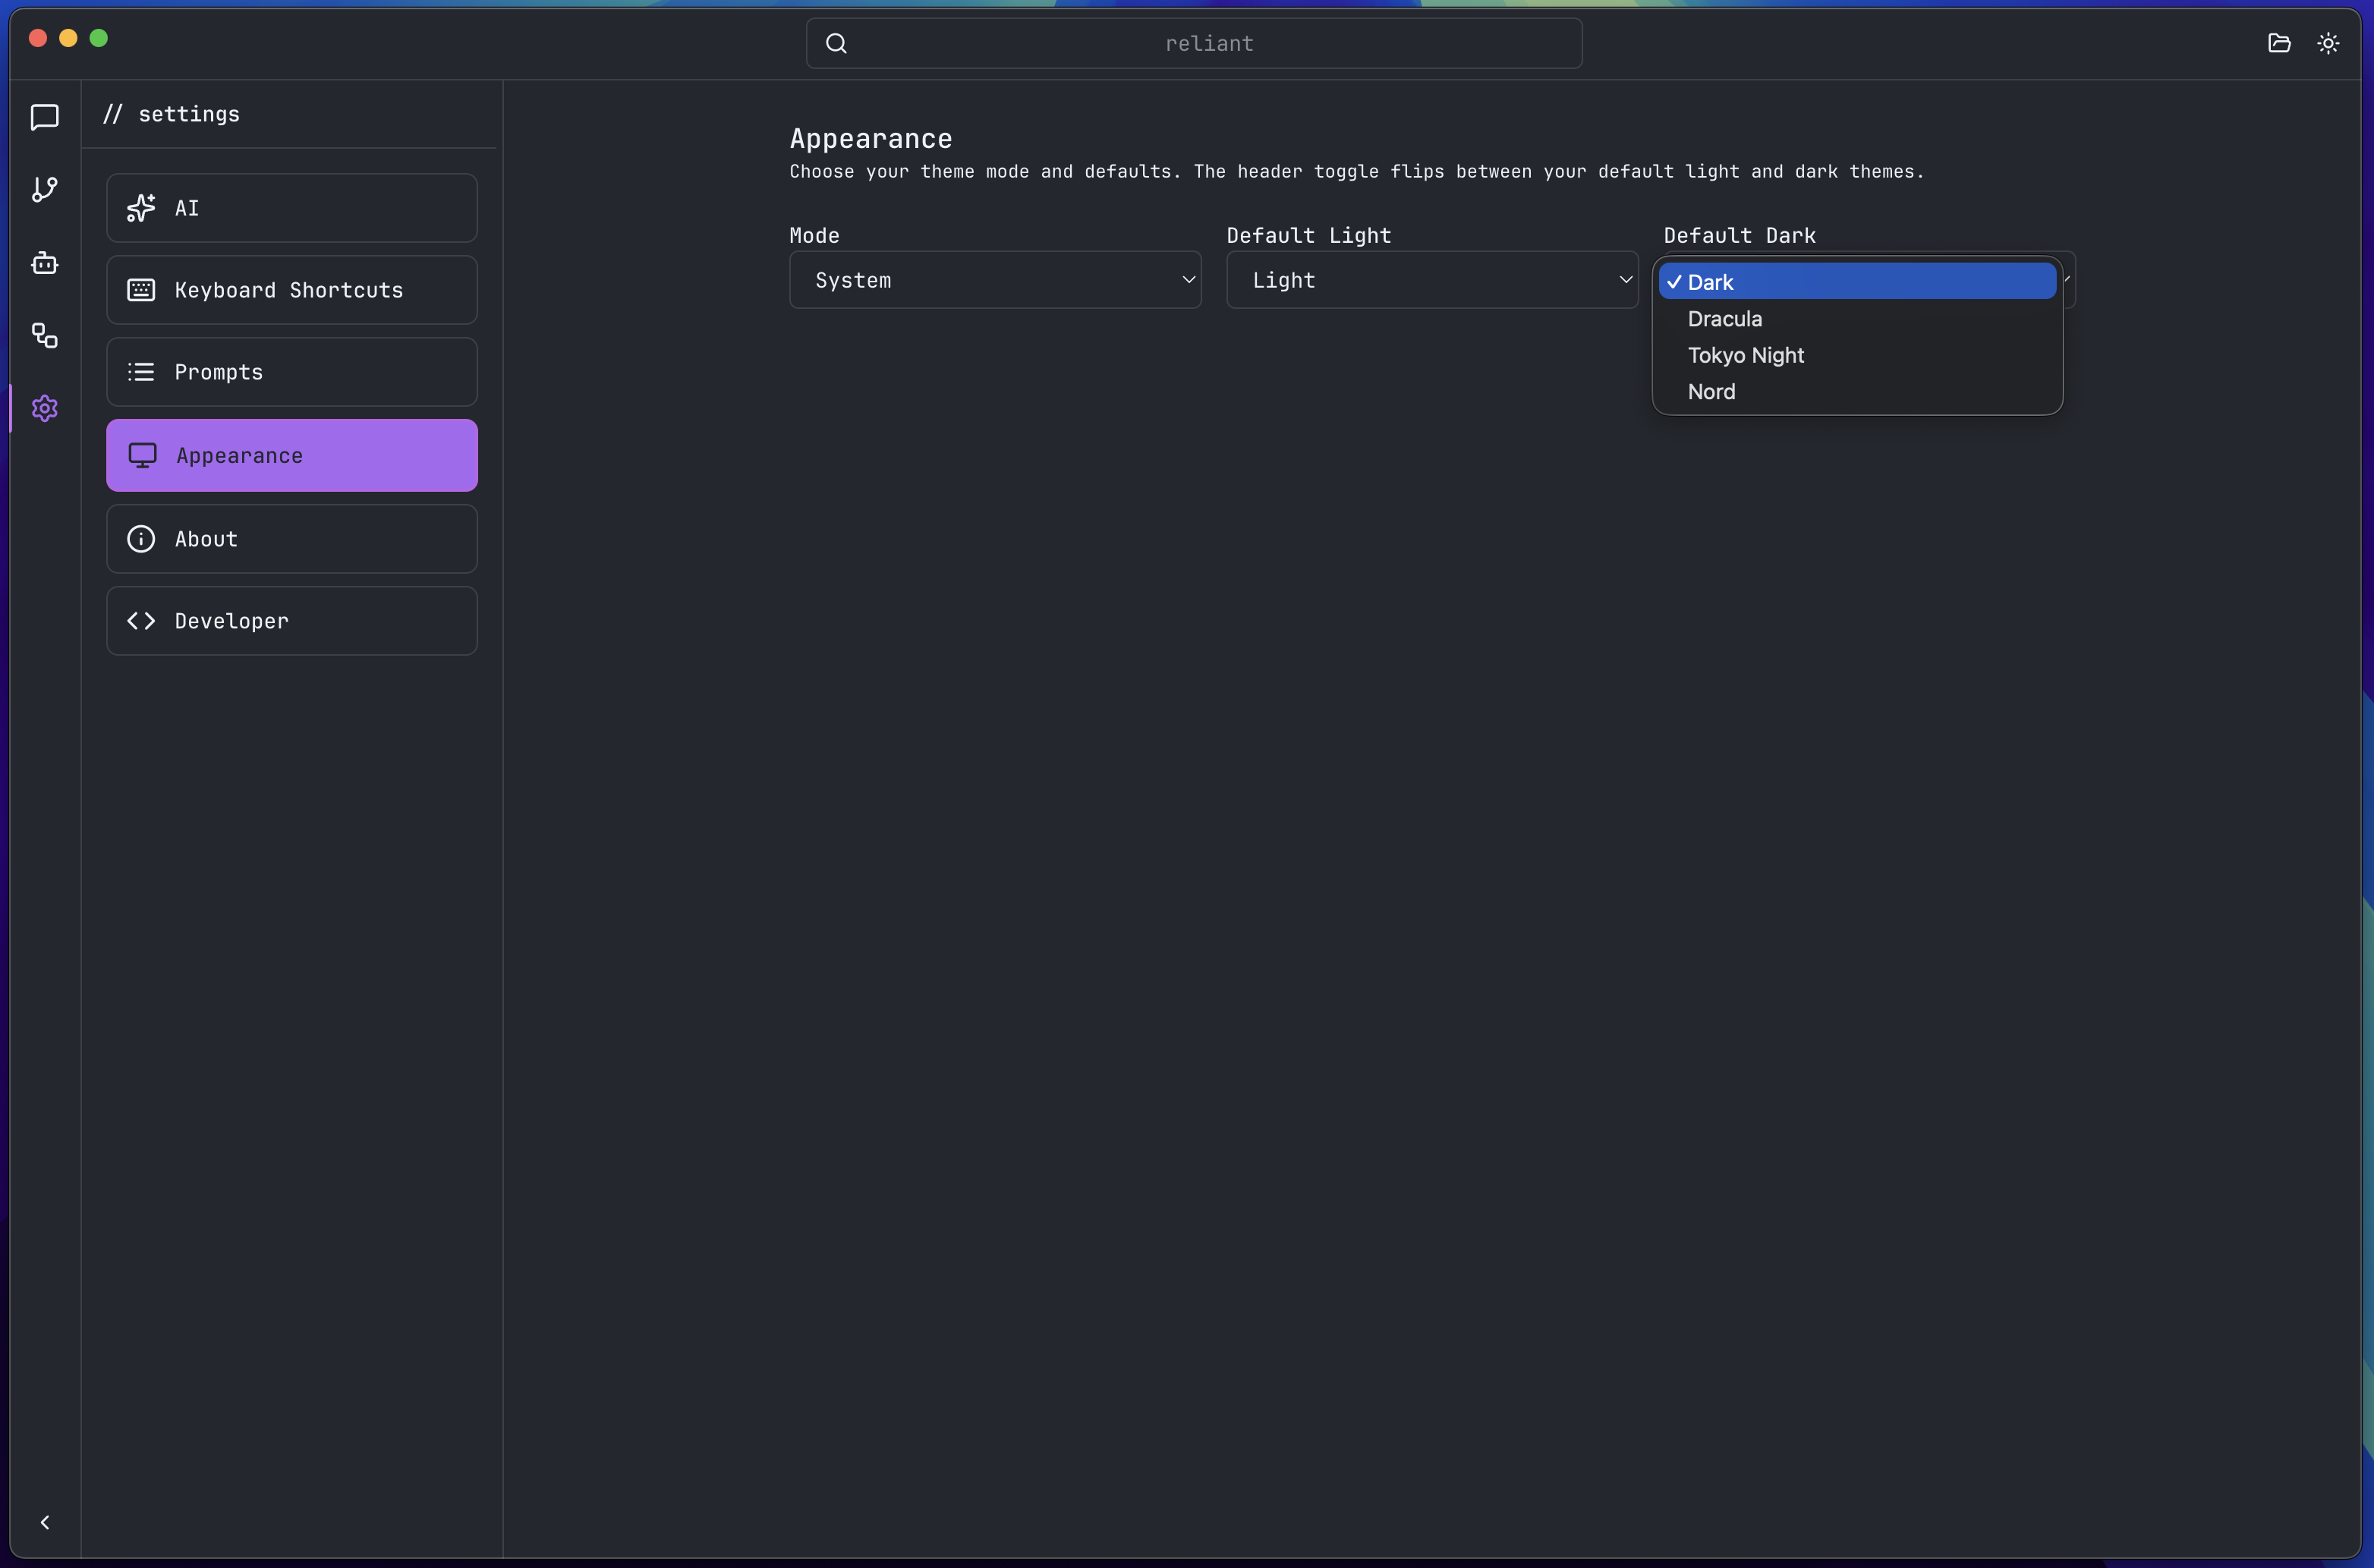 reliant
// settings
AI
Keyboard Shortcuts
Prompts
Appearance
About
Developer
Appearance
Choose your theme mode and defaults. The header toggle flips between your default light and dark themes.
Mode
System
Default Light
Light
Default Dark
✓ Dark
Dracula
Tokyo Night
Nord